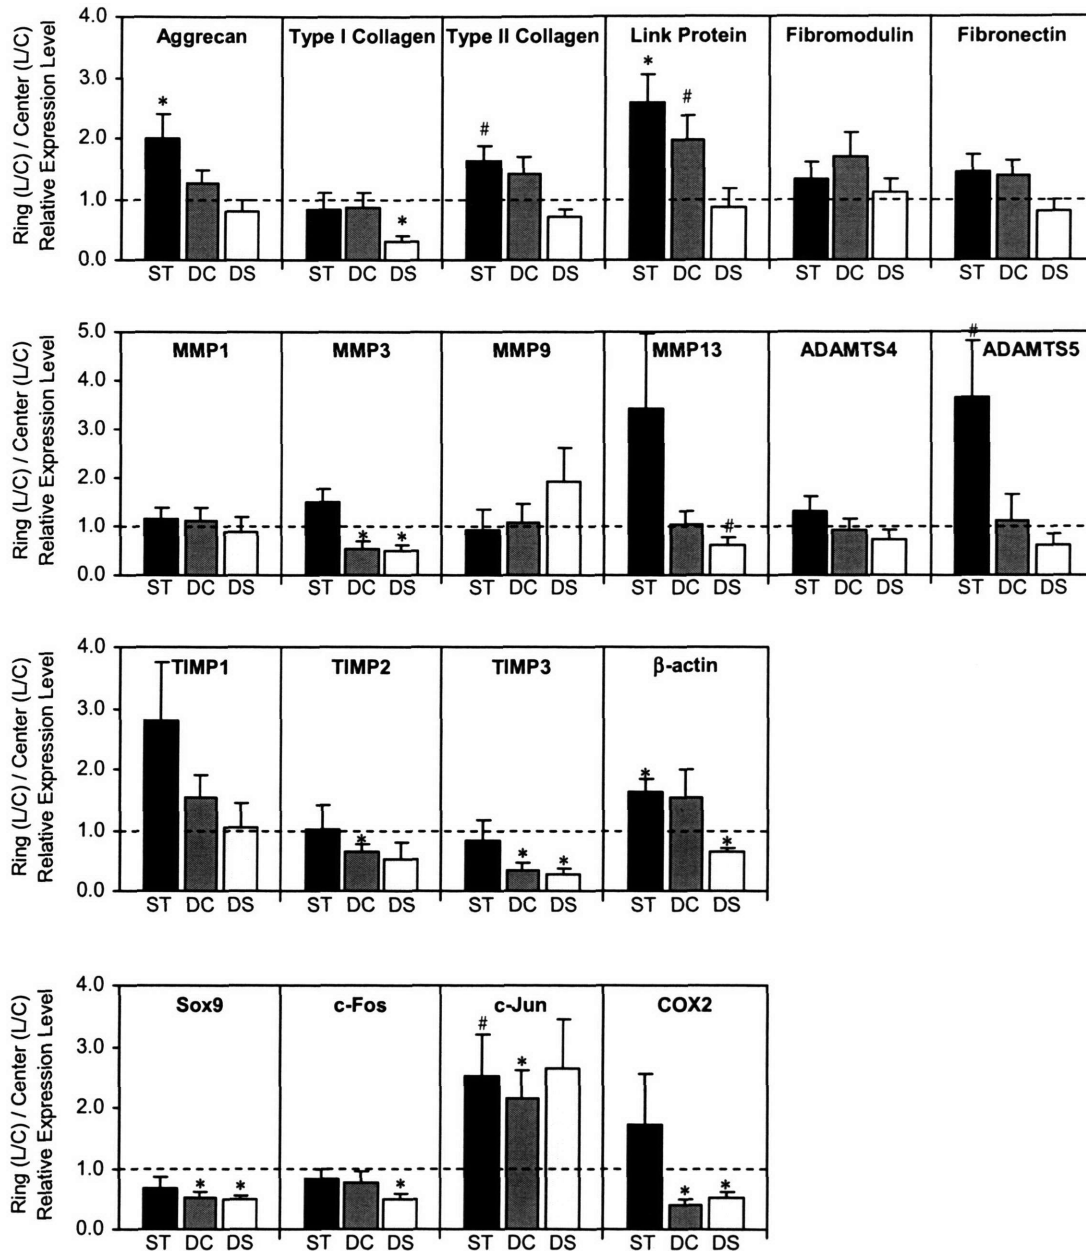 Ring (L/C) / Center (L/C)
Relative Expression Level
4.0
3.0
2.0
1.0
0.0
Aggrecan Type I Collagen Type II Collagen Link Protein Fibromodulin Fibronectin
* # * #
*
ST DC DS ST DC DS ST DC DS ST DC DS ST DC DS ST DC DS
Ring (L/C) / Center (L/C)
Relative Expression Level
5.0
4.0
3.0
2.0
1.0
0.0
MMP1 MMP3 MMP9 MMP13 ADAMTS4 ADAMTS5
#
* * #
ST DC DS ST DC DS ST DC DS ST DC DS ST DC DS ST DC DS
Ring (L/C) / Center (L/C)
Relative Expression Level
4.0
3.0
2.0
1.0
0.0
TIMP1 TIMP2 TIMP3 β-actin
*
* * * *
ST DC DS ST DC DS ST DC DS ST DC DS
Ring (L/C) / Center (L/C)
Relative Expression Level
4.0
3.0
2.0
1.0
0.0
Sox9 c-Fos c-Jun COX2
# *
* * * * *
ST DC DS ST DC DS ST DC DS ST DC DS